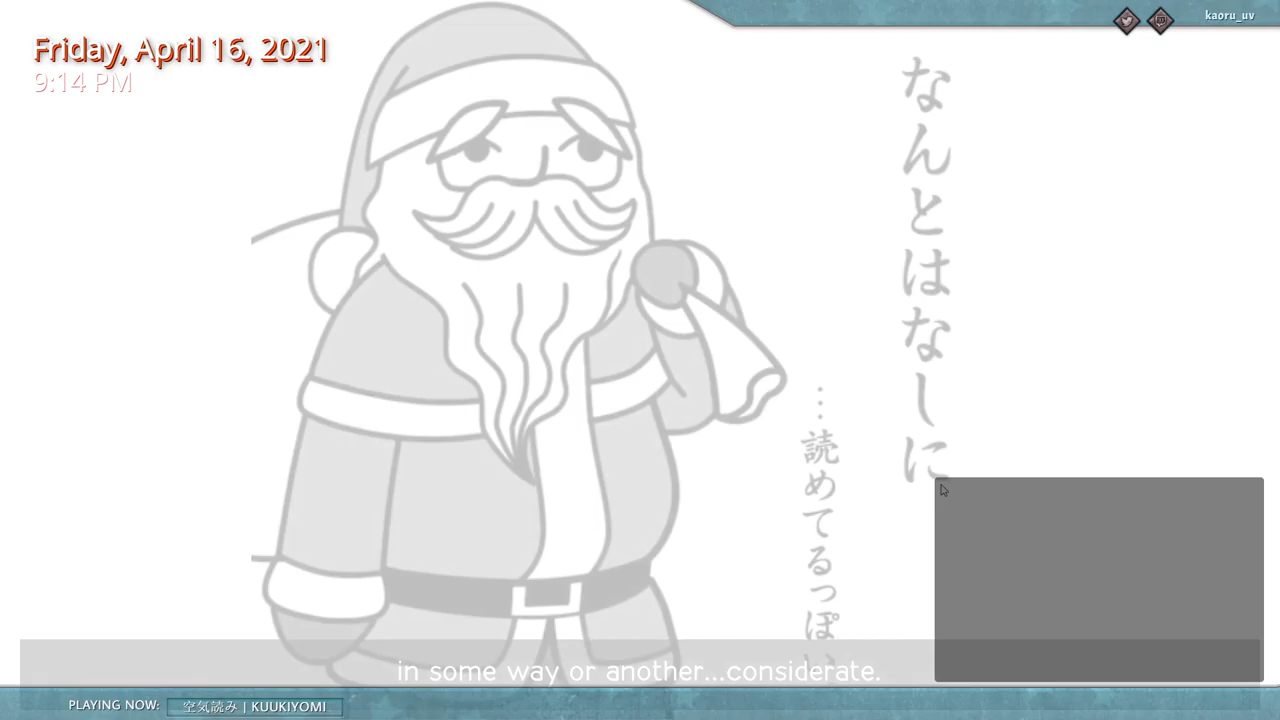 kaoru_uv
Friday, April 16, 2021
9:14 PM
なんとはなしに
…読めてるっぽい
in some way or another...considerate.
PLAYING NOW: 空気読み | KUUKIYOMI